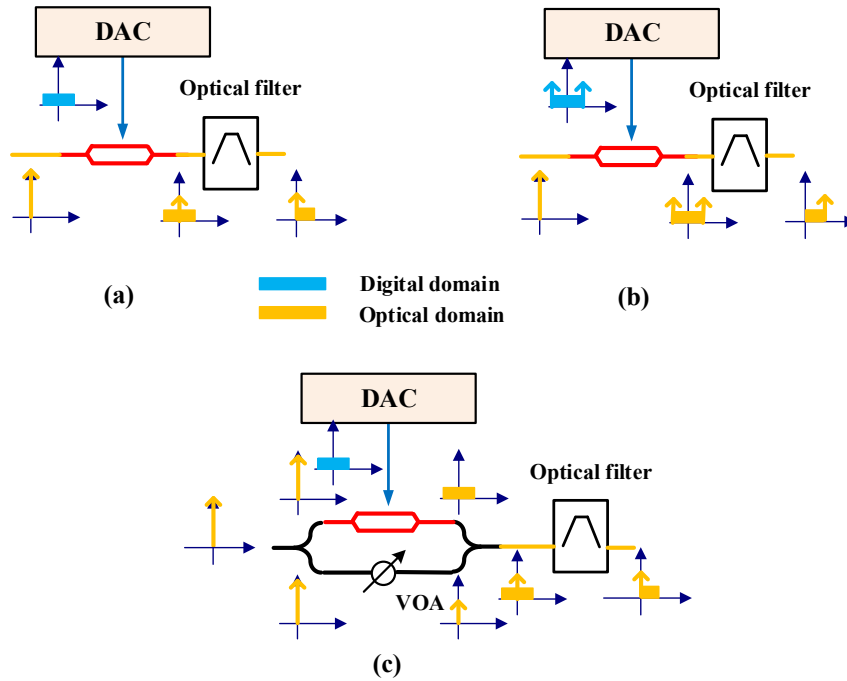 DAC
Optical filter
(a)
DAC
Optical filter
(b)
Digital domain
Optical domain
DAC
Optical filter
VOA
(c)